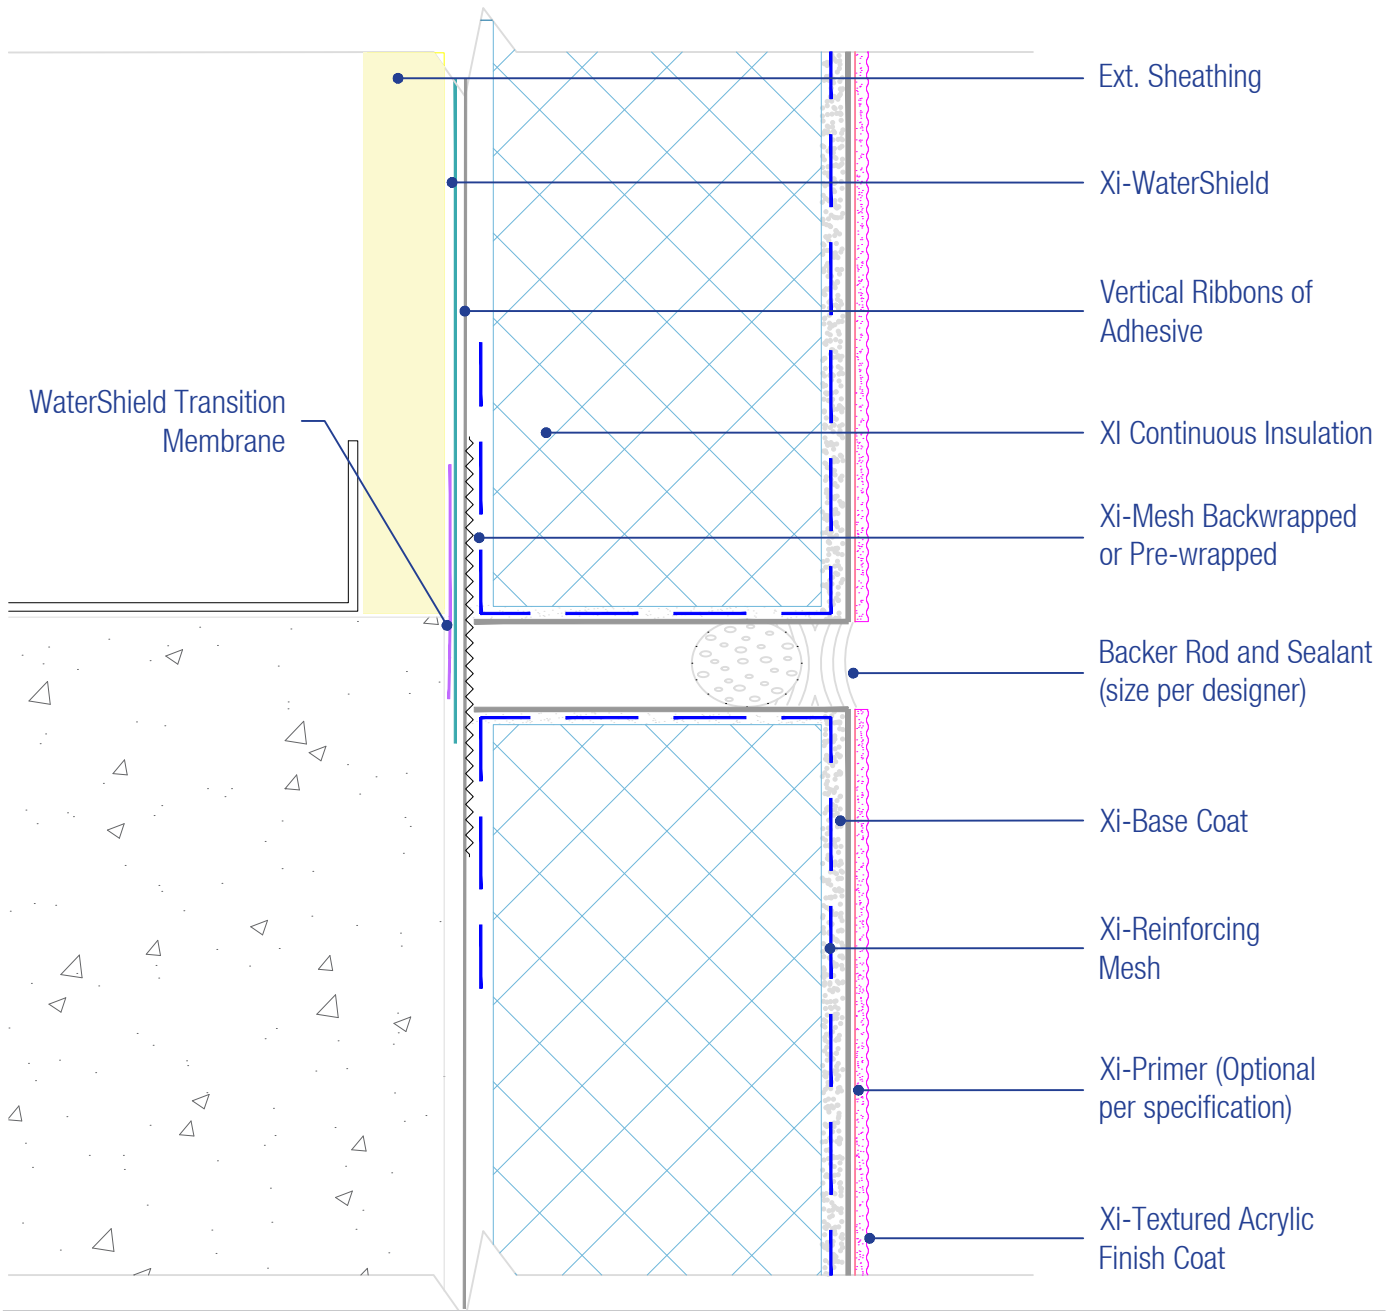 Ext. Sheathing
Xi-WaterShield
Vertical Ribbons of
Adhesive
WaterShield Transition
Membrane
XI Continuous Insulation
Xi-Mesh Backwrapped
or Pre-wrapped
Backer Rod and Sealant
(size per designer)
Xi-Base Coat
Xi-Reinforcing
Mesh
Xi-Primer (Optional
per specification)
Xi-Textured Acrylic
Finish Coat